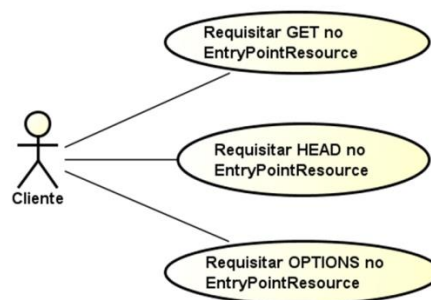 Requisitar GET no
EntryPointResource
Requisitar HEAD no
EntryPointResource
Cliente
Requisitar OPTIONS no
EntryPointResource